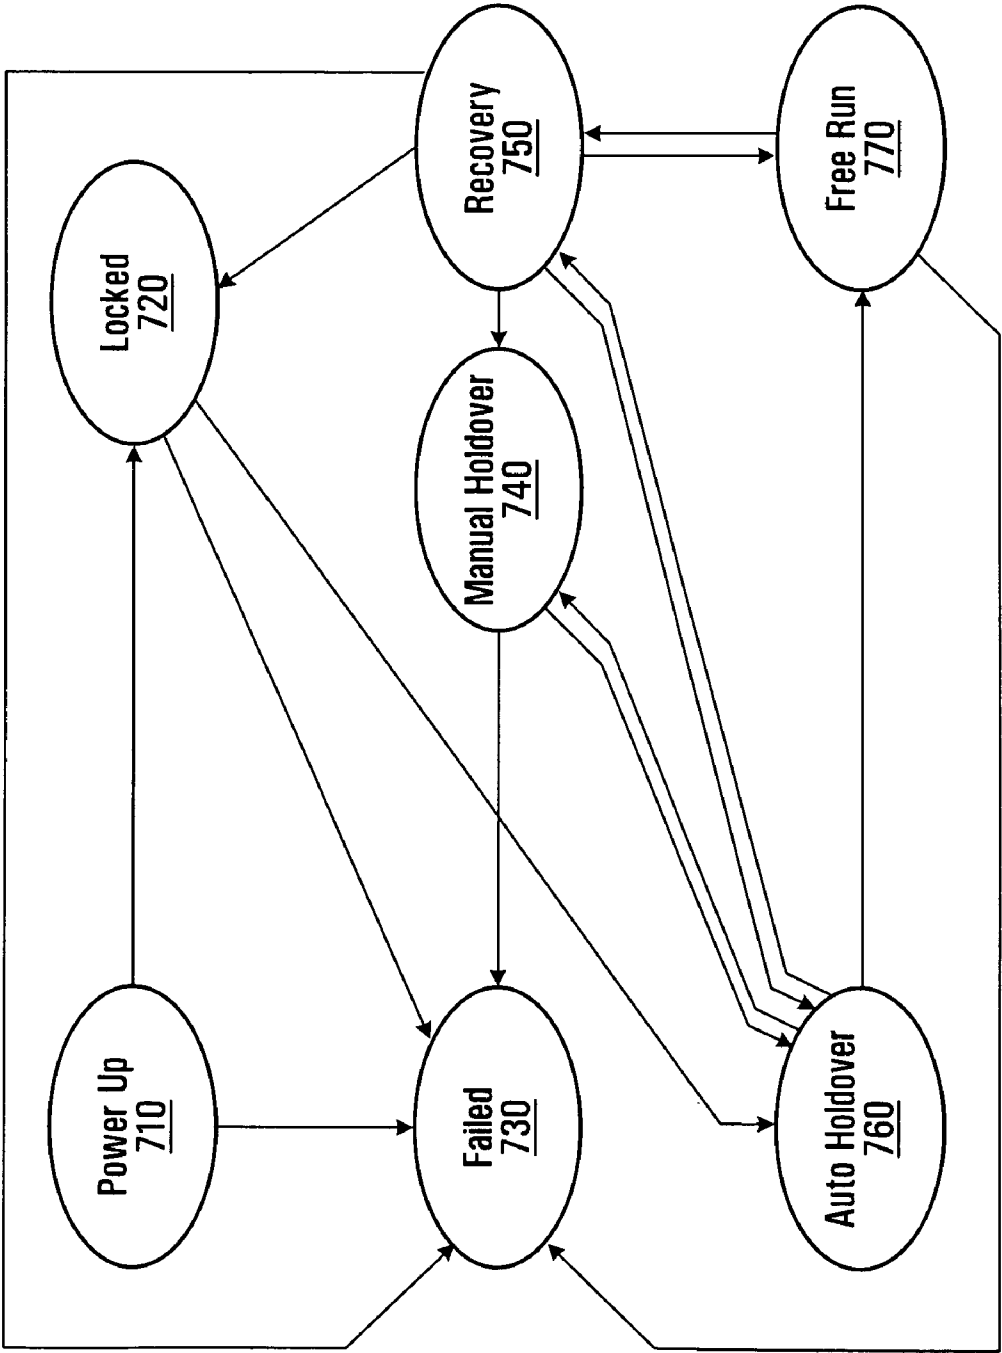 Power Up
710
Locked
720
Failed
730
Manual Holdover
740
Recovery
750
Auto Holdover
760
Free Run
770